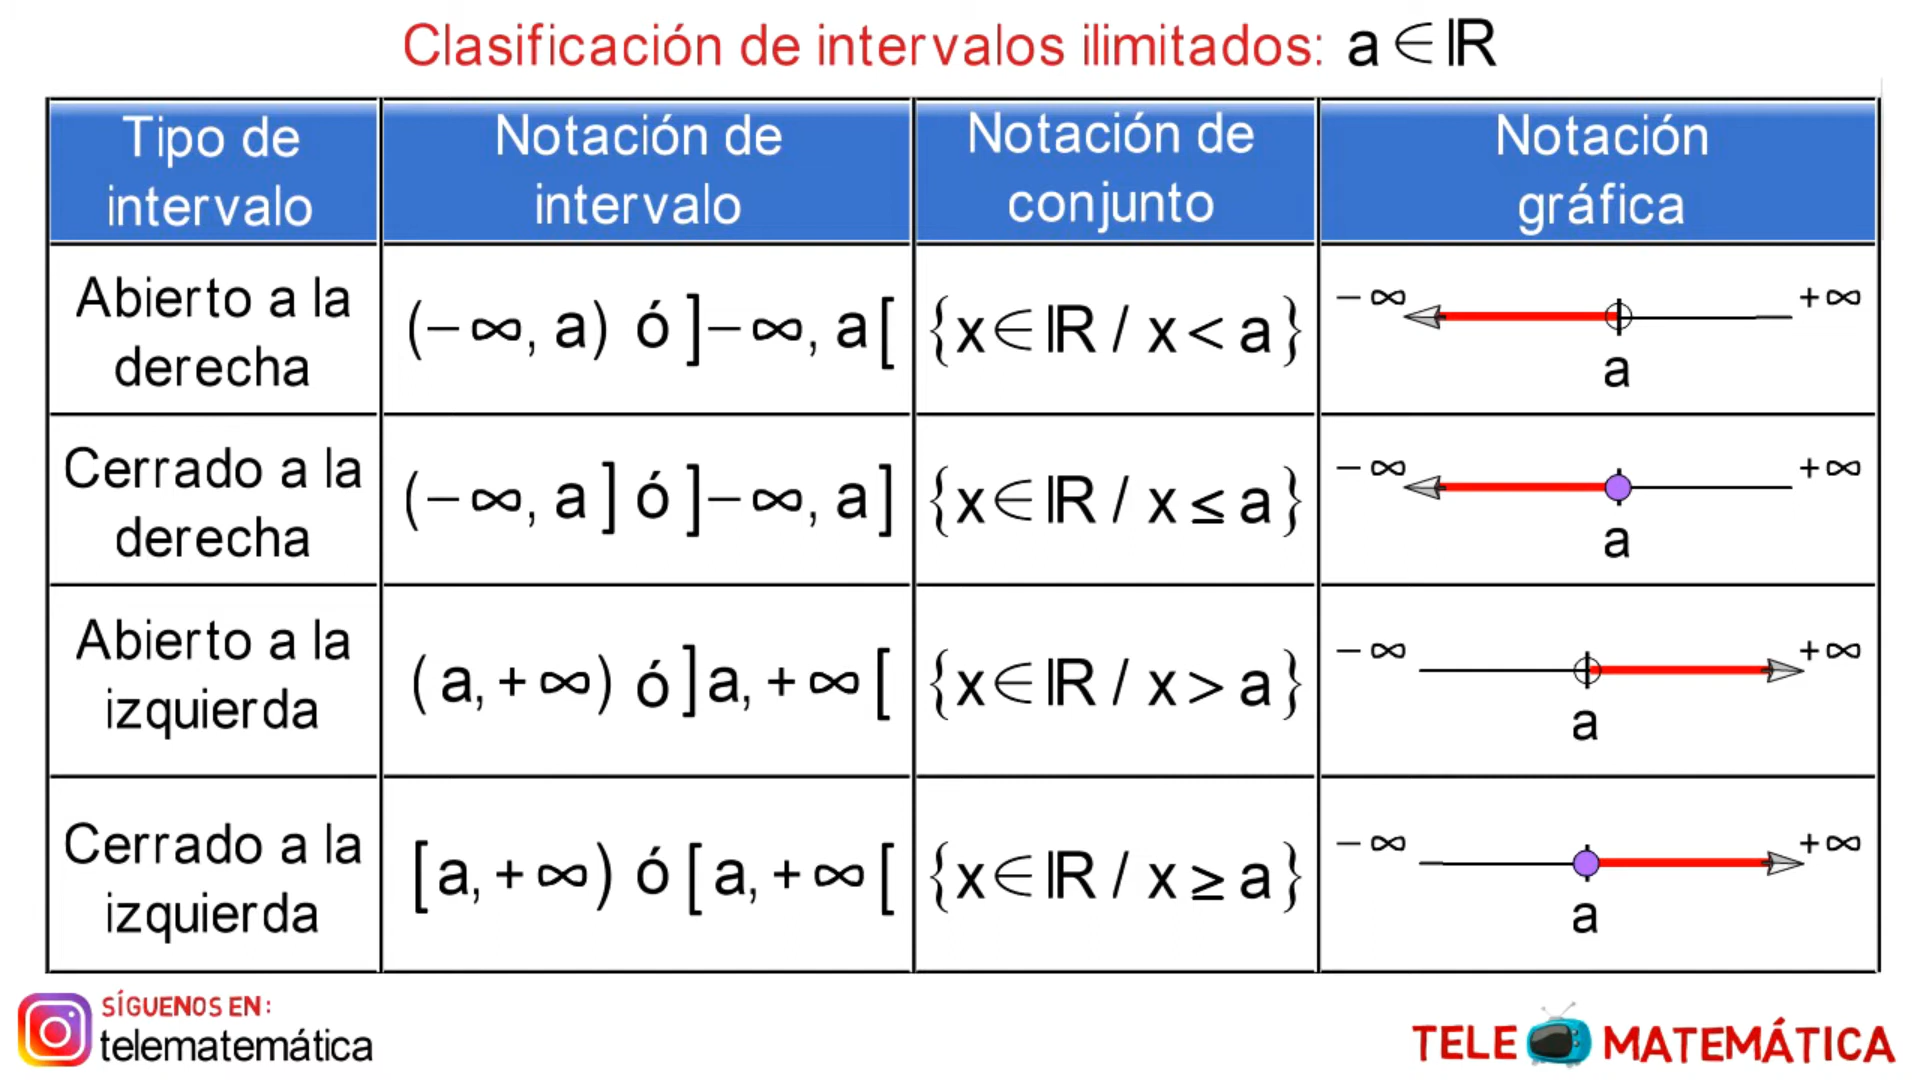 Clasificación de intervalos ilimitados: a∈ℝ
Tipo de
intervalo
Notación de
intervalo
Notación de
conjunto
Notación
gráfica
Abierto a la
derecha
(−∞, a) ó ]−∞, a[
{x∈ℝ / x < a}
−∞ +∞
a
Cerrado a la
derecha
(−∞, a] ó ]−∞, a]
{x∈ℝ / x ≤ a}
−∞ +∞
a
Abierto a la
izquierda
(a, +∞) ó ]a, +∞[
{x∈ℝ / x > a}
−∞ +∞
a
Cerrado a la
izquierda
[a, +∞) ó [a, +∞[
{x∈ℝ / x ≥ a}
−∞ +∞
a
SÍGUENOS EN:
telematemática
TELE MATEMÁTICA